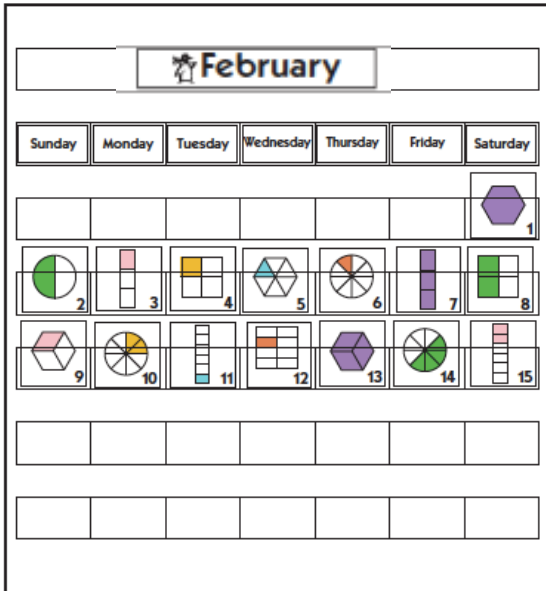 February
Sunday Monday Tuesday Wednesday Thursday Friday Saturday
1
2 3 4 5 6 7 8
9 10 11 12 13 14 15